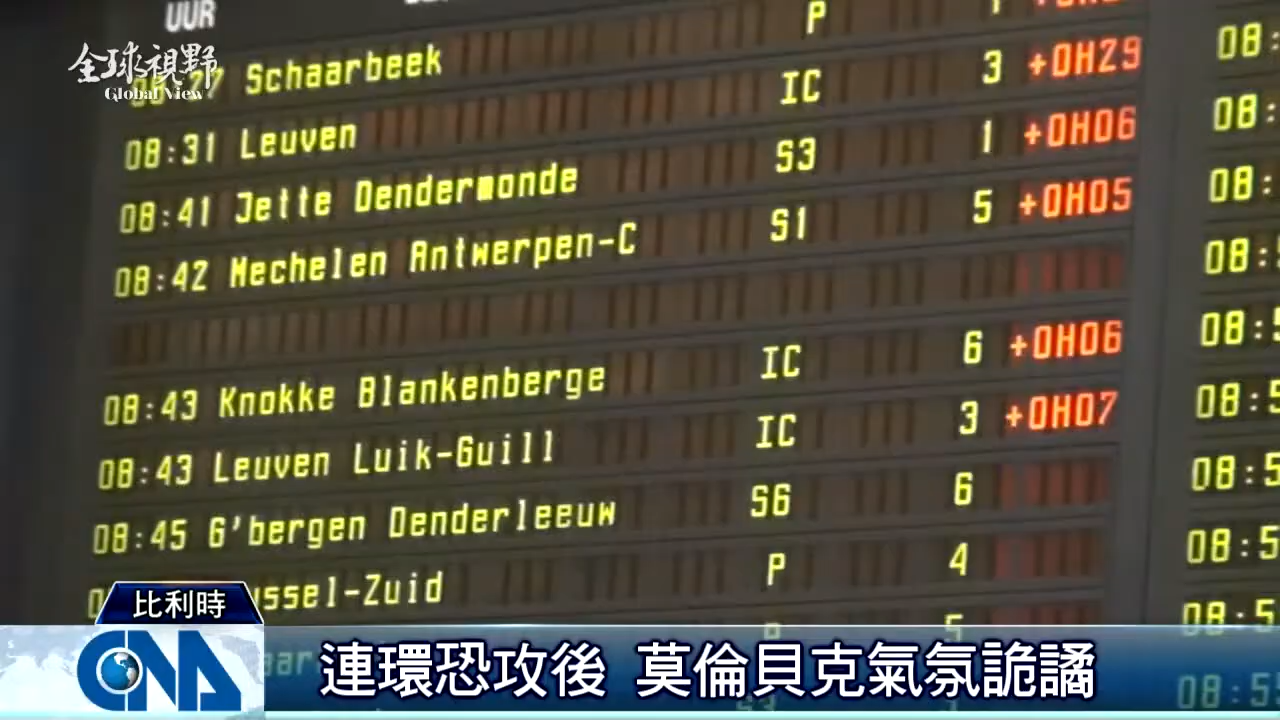 UUR
全球視野
Global View
Schaarbeek P 1
08:31 Leuven IC 3 +0H29
08:41 Jette Dendermonde S3 1 +0H06
08:42 Mechelen Antwerpen-C S1 5 +0H05
08:43 Knokke Blankenberge IC 6 +0H06
08:43 Leuven Luik-Guill IC 3 +0H07
08:45 G'bergen Denderleeuw S6 6
ussel-Zuid P 4
比利時
CNA
連環恐攻後 莫倫貝克氣氛詭譎